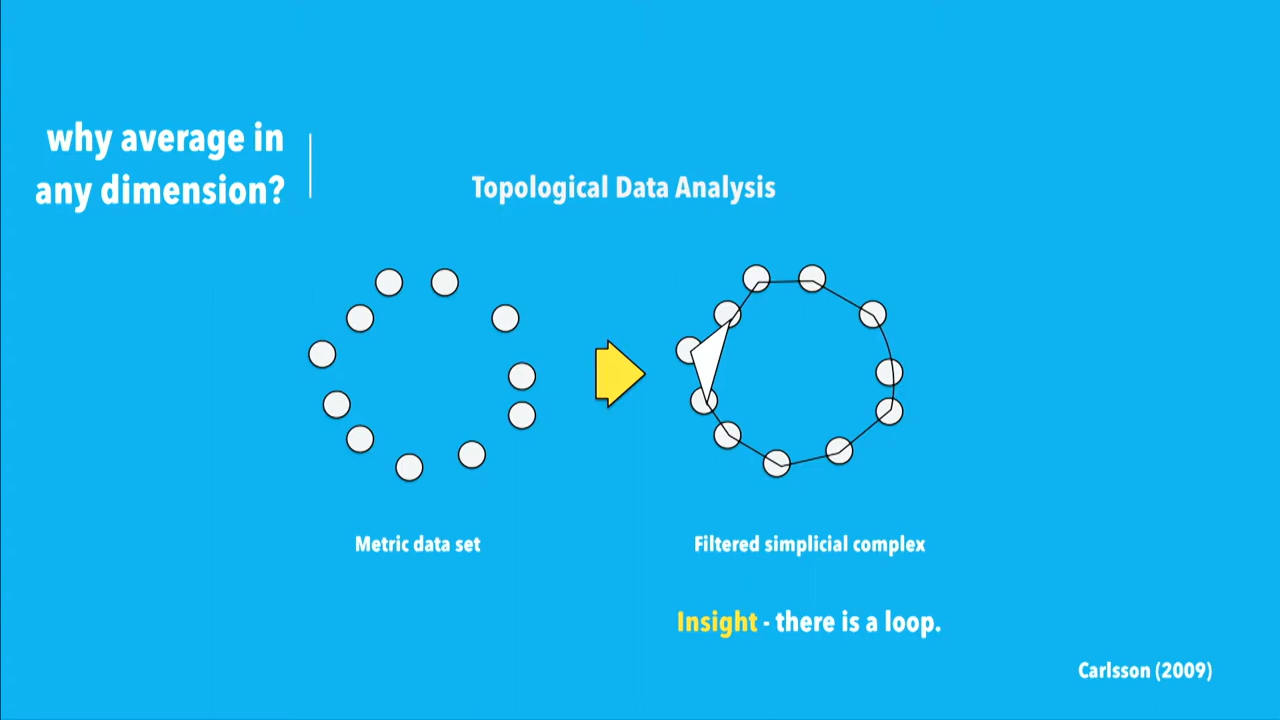 why average in
any dimension?
Topological Data Analysis
Metric data set
Filtered simplicial complex
Insight - there is a loop.
Carlsson (2009)